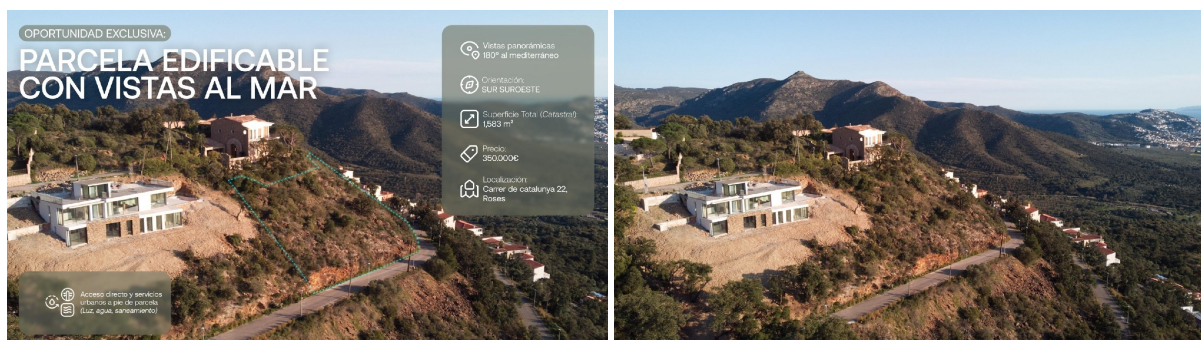 OPORTUNIDAD EXCLUSIVA:
PARCELA EDIFICABLE
CON VISTAS AL MAR
Vistas panorámicas
180º al mediterráneo
Orientación:
SUR SUROESTE
Superficie Total (Catastral)
1,583 m²
Precio:
350.000€
Localización:
Carrer de catalunya 22,
Roses
Acceso directo y servicios
urbanos a pie de parcela
(Luz, agua, saneamiento)